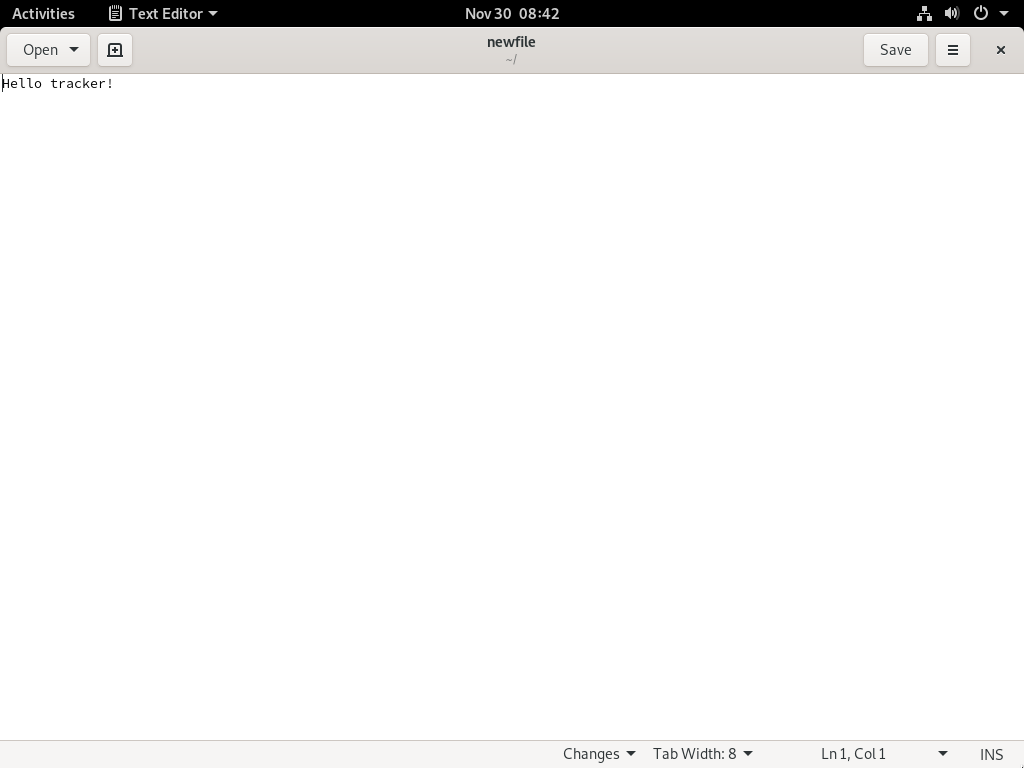 Activities Text Editor Nov 30 08:42
Open newfile Save
~/
Hello tracker!
Changes Tab Width: 8 Ln 1, Col 1 INS